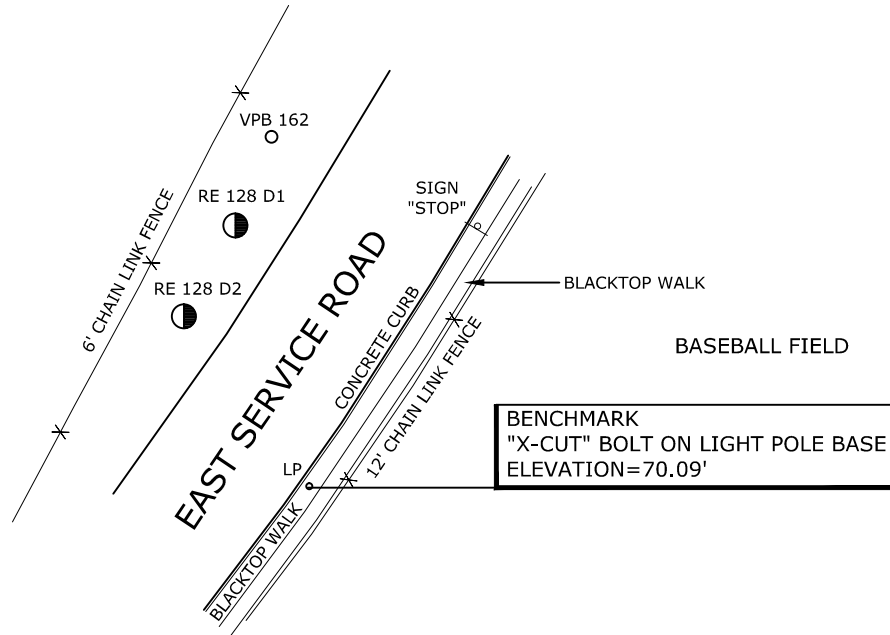 VPB 162
RE 128 D1
SIGN
"STOP"
6' CHAIN LINK FENCE
RE 128 D2
EAST SERVICE ROAD
CONCRETE CURB
BLACKTOP WALK
12' CHAIN LINK FENCE
BASEBALL FIELD
BENCHMARK
"X-CUT" BOLT ON LIGHT POLE BASE
ELEVATION=70.09'
LP
BLACKTOP WALK